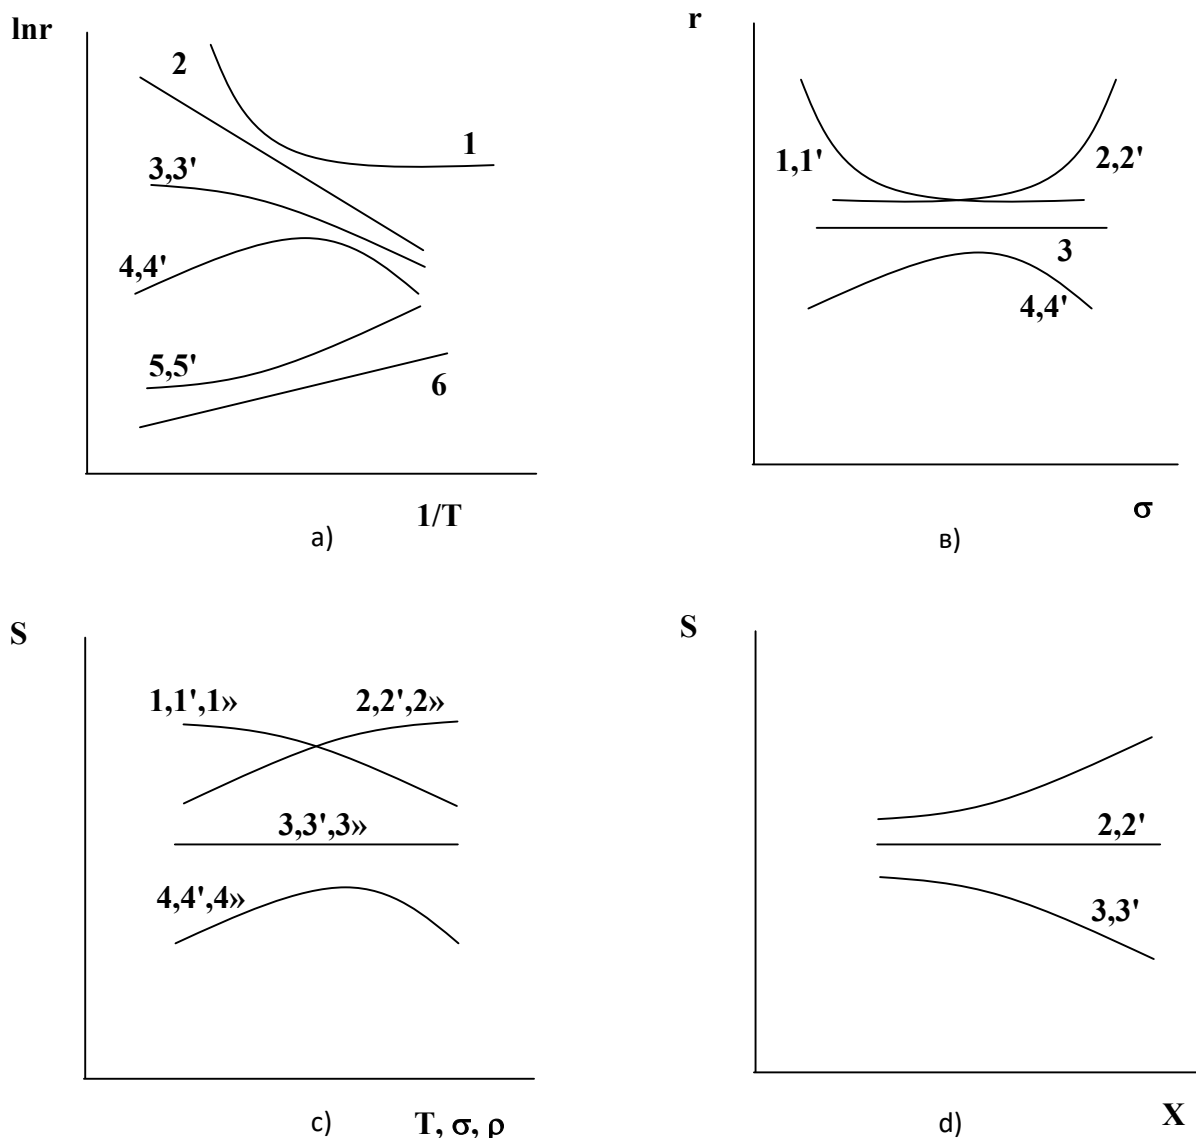 lnr
2
1
3,3'
4,4'
5,5'
6
1/T
а)
r
1,1'
2,2'
3
4,4'
σ
в)
S
1,1',1»
2,2',2»
3,3',3»
4,4',4»
c)
T, σ, ρ
S
2,2'
3,3'
d)
X